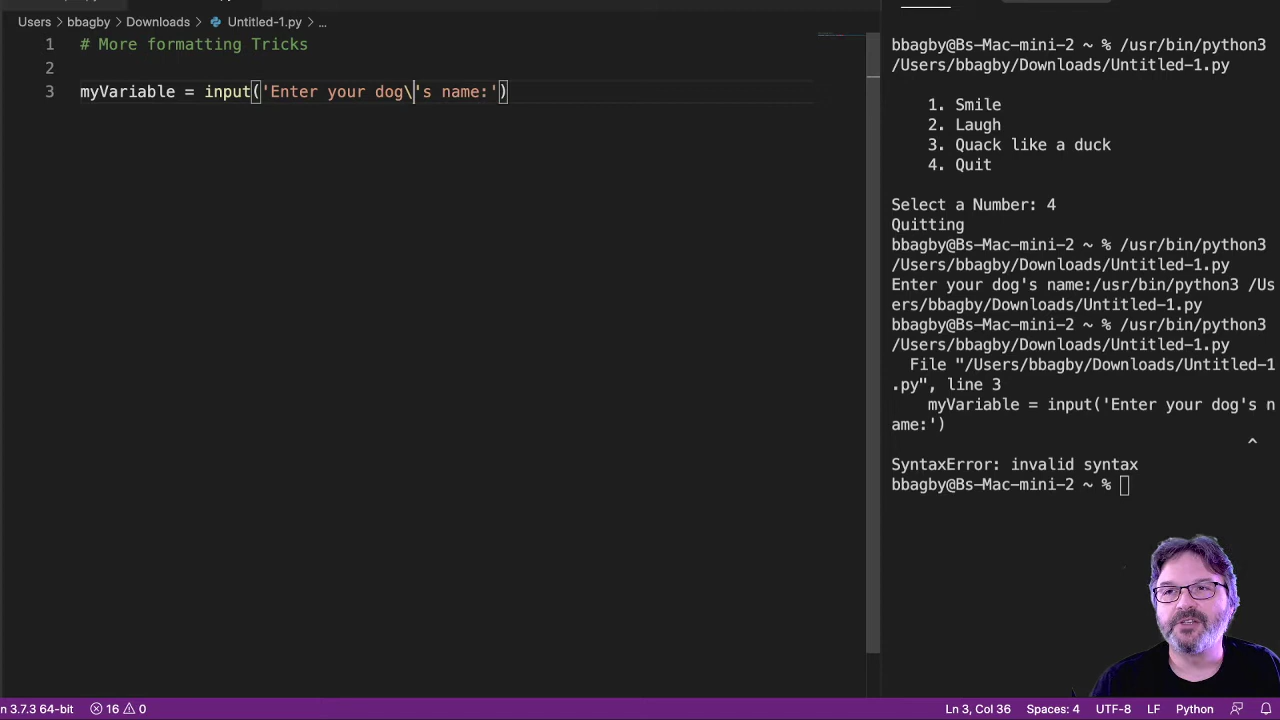 Users > bbagby > Downloads > Untitled-1.py > ...
1 # More formatting Tricks
2
3 myVariable = input('Enter your dog\'s name:')
bbagby@Bs-Mac-mini-2 ~ % /usr/bin/python3
/Users/bbagby/Downloads/Untitled-1.py
1. Smile
2. Laugh
3. Quack like a duck
4. Quit
Select a Number: 4
Quitting
bbagby@Bs-Mac-mini-2 ~ % /usr/bin/python3
/Users/bbagby/Downloads/Untitled-1.py
Enter your dog's name:/usr/bin/python3 /Us
ers/bbagby/Downloads/Untitled-1.py
bbagby@Bs-Mac-mini-2 ~ % /usr/bin/python3
/Users/bbagby/Downloads/Untitled-1.py
File "/Users/bbagby/Downloads/Untitled-1
.py", line 3
myVariable = input('Enter your dog's n
ame:')
^
SyntaxError: invalid syntax
bbagby@Bs-Mac-mini-2 ~ %
n 3.7.3 64-bit 16 0 Ln 3, Col 36 Spaces: 4 UTF-8 LF Python